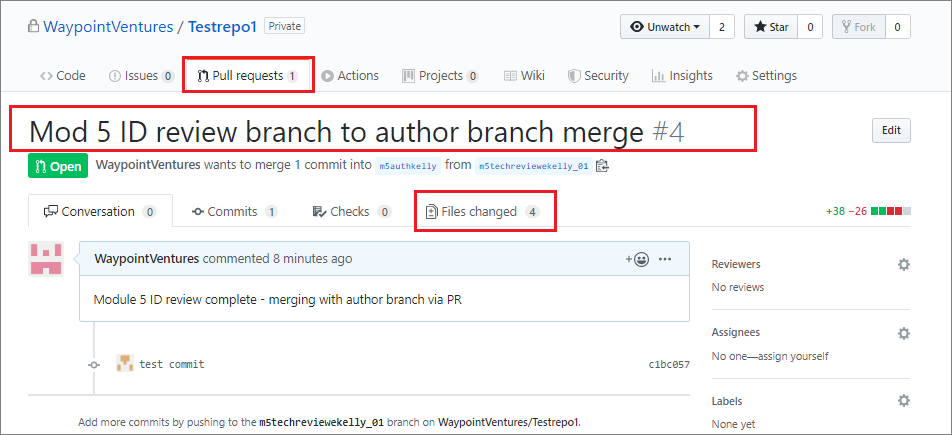 WaypointVentures / Testrepo1 Private Unwatch 2 Star 0 Fork 0
Code Issues 0 Pull requests 1 Actions Projects 0 Wiki Security Insights Settings
Mod 5 ID review branch to author branch merge #4 Edit
Open WaypointVentures wants to merge 1 commit into m5authkelly from m5techreviewekelly_01
Conversation 0 Commits 1 Checks 0 Files changed 4 +38 −26
WaypointVentures commented 8 minutes ago
Module 5 ID review complete - merging with author branch via PR
test commit c1bc057
Add more commits by pushing to the m5techreviewekelly_01 branch on WaypointVentures/Testrepo1.
Reviewers
No reviews
Assignees
No one—assign yourself
Labels
None yet